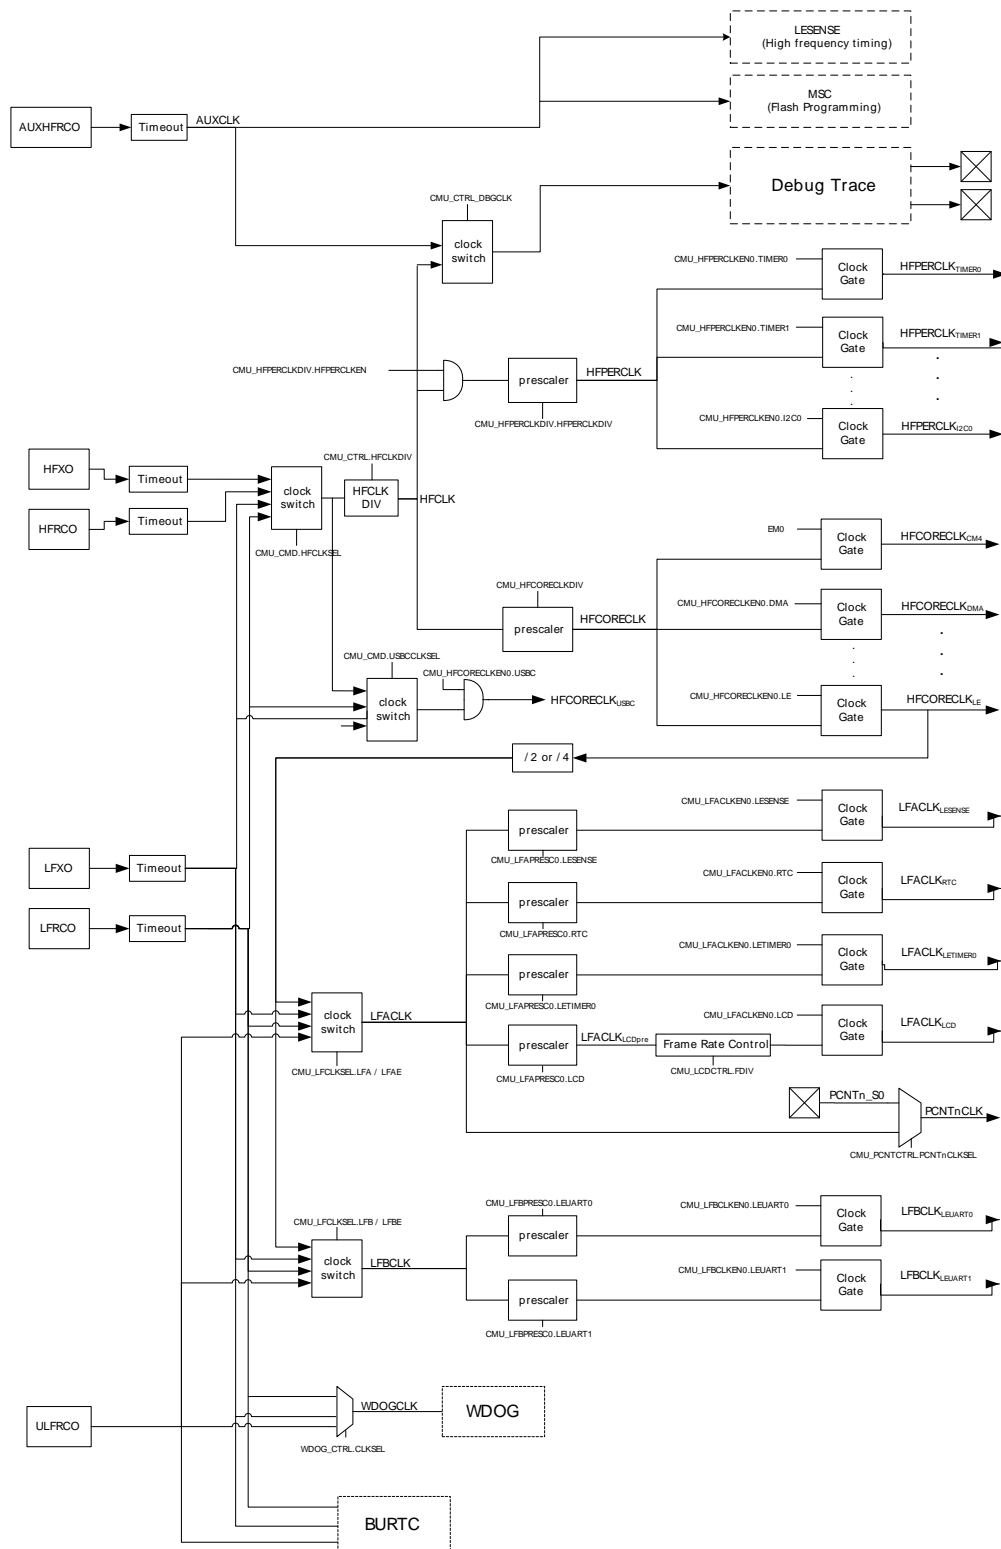 LESENSE
(High frequency timing)
MSC
(Flash Programming)
AUXHFRCO
Timeout
AUXCLK
Debug Trace
CMU_CTRL_DBGCLK
clock
switch
CMU_HFPERCLKEN0.TIMER0
Clock
Gate
HFPERCLKTIMER0
CMU_HFPERCLKEN0.TIMER1
Clock
Gate
HFPERCLKTIMER1
CMU_HFPERCLKDIV.HFPERCLKEN
prescaler
HFPERCLK
CMU_HFPERCLKDIV.HFPERCLKDIV
CMU_HFPERCLKEN0.I2C0
Clock
Gate
HFPERCLKI2C0
HFXO
Timeout
HFRCO
Timeout
clock
switch
CMU_CMD.HFCLKSEL
CMU_CTRL.HFCLKDIV
HFCLK
DIV
HFCLK
EM0
Clock
Gate
HFCORECLKCM4
CMU_HFCORECLKDIV
prescaler
HFCORECLK
CMU_HFCORECLKEN0.DMA
Clock
Gate
HFCORECLKDMA
CMU_CMD.USBCCLKSEL
CMU_HFCORECLKEN0.USBC
clock
switch
HFCORECLKUSBC
CMU_HFCORECLKEN0.LE
Clock
Gate
HFCORECLKLE
/ 2 or / 4
LFXO
Timeout
LFRCO
Timeout
prescaler
CMU_LFAPRESC0.LESENSE
CMU_LFACLKEN0.LESENSE
Clock
Gate
LFACLKLESENSE
prescaler
CMU_LFAPRESC0.RTC
CMU_LFACLKEN0.RTC
Clock
Gate
LFACLKRTC
prescaler
CMU_LFAPRESC0.LETIMER0
CMU_LFACLKEN0.LETIMER0
Clock
Gate
LFACLKLETIMER0
clock
switch
LFACLK
CMU_LFCLKSEL.LFA / LFAE
prescaler
CMU_LFAPRESC0.LCD
LFACLKLCDpre
Frame Rate Control
CMU_LCDCTRL.FDIV
CMU_LFACLKEN0.LCD
Clock
Gate
LFACLKLCD
PCNTn_S0
PCNTnCLK
CMU_PCNTCTRL.PCNTnCLKSEL
CMU_LFCLKSEL.LFB / LFBE
clock
switch
LFBCLK
CMU_LFBPRESC0.LEUART0
prescaler
CMU_LFBCLKEN0.LEUART0
Clock
Gate
LFBCLKLEUART0
prescaler
CMU_LFBPRESC0.LEUART1
CMU_LFBCLKEN0.LEUART1
Clock
Gate
LFBCLKLEUART1
ULFRCO
WDOGCLK
WDOG_CTRL.CLKSEL
WDOG
BURTC